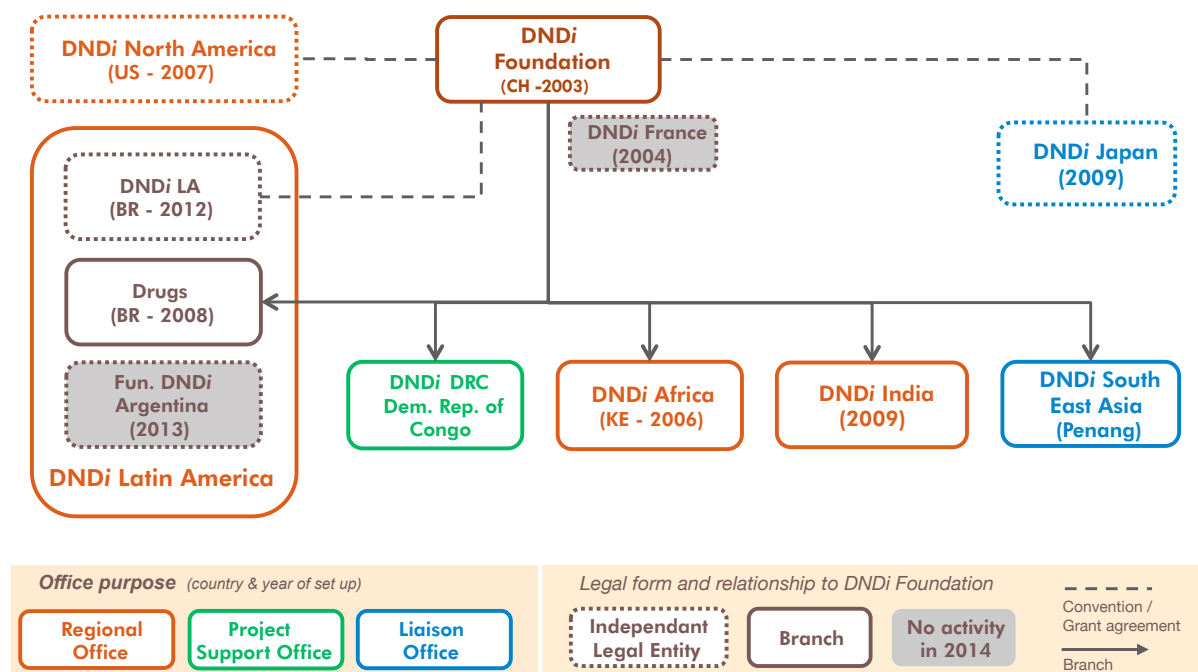 DNDi North America
(US - 2007)
DNDi
Foundation
(CH -2003)
DNDi France
(2004)
DNDi Japan
(2009)
DNDi LA
(BR - 2012)
Drugs
(BR - 2008)
Fun. DNDi
Argentina
(2013)
DNDi Latin America
DNDi DRC
Dem. Rep. of
Congo
DNDi Africa
(KE - 2006)
DNDi India
(2009)
DNDi South
East Asia
(Penang)
Office purpose (country & year of set up)
Regional
Office
Project
Support Office
Liaison
Office
Legal form and relationship to DNDi Foundation
Independant
Legal Entity
Branch
No activity
in 2014
Convention /
Grant agreement
Branch